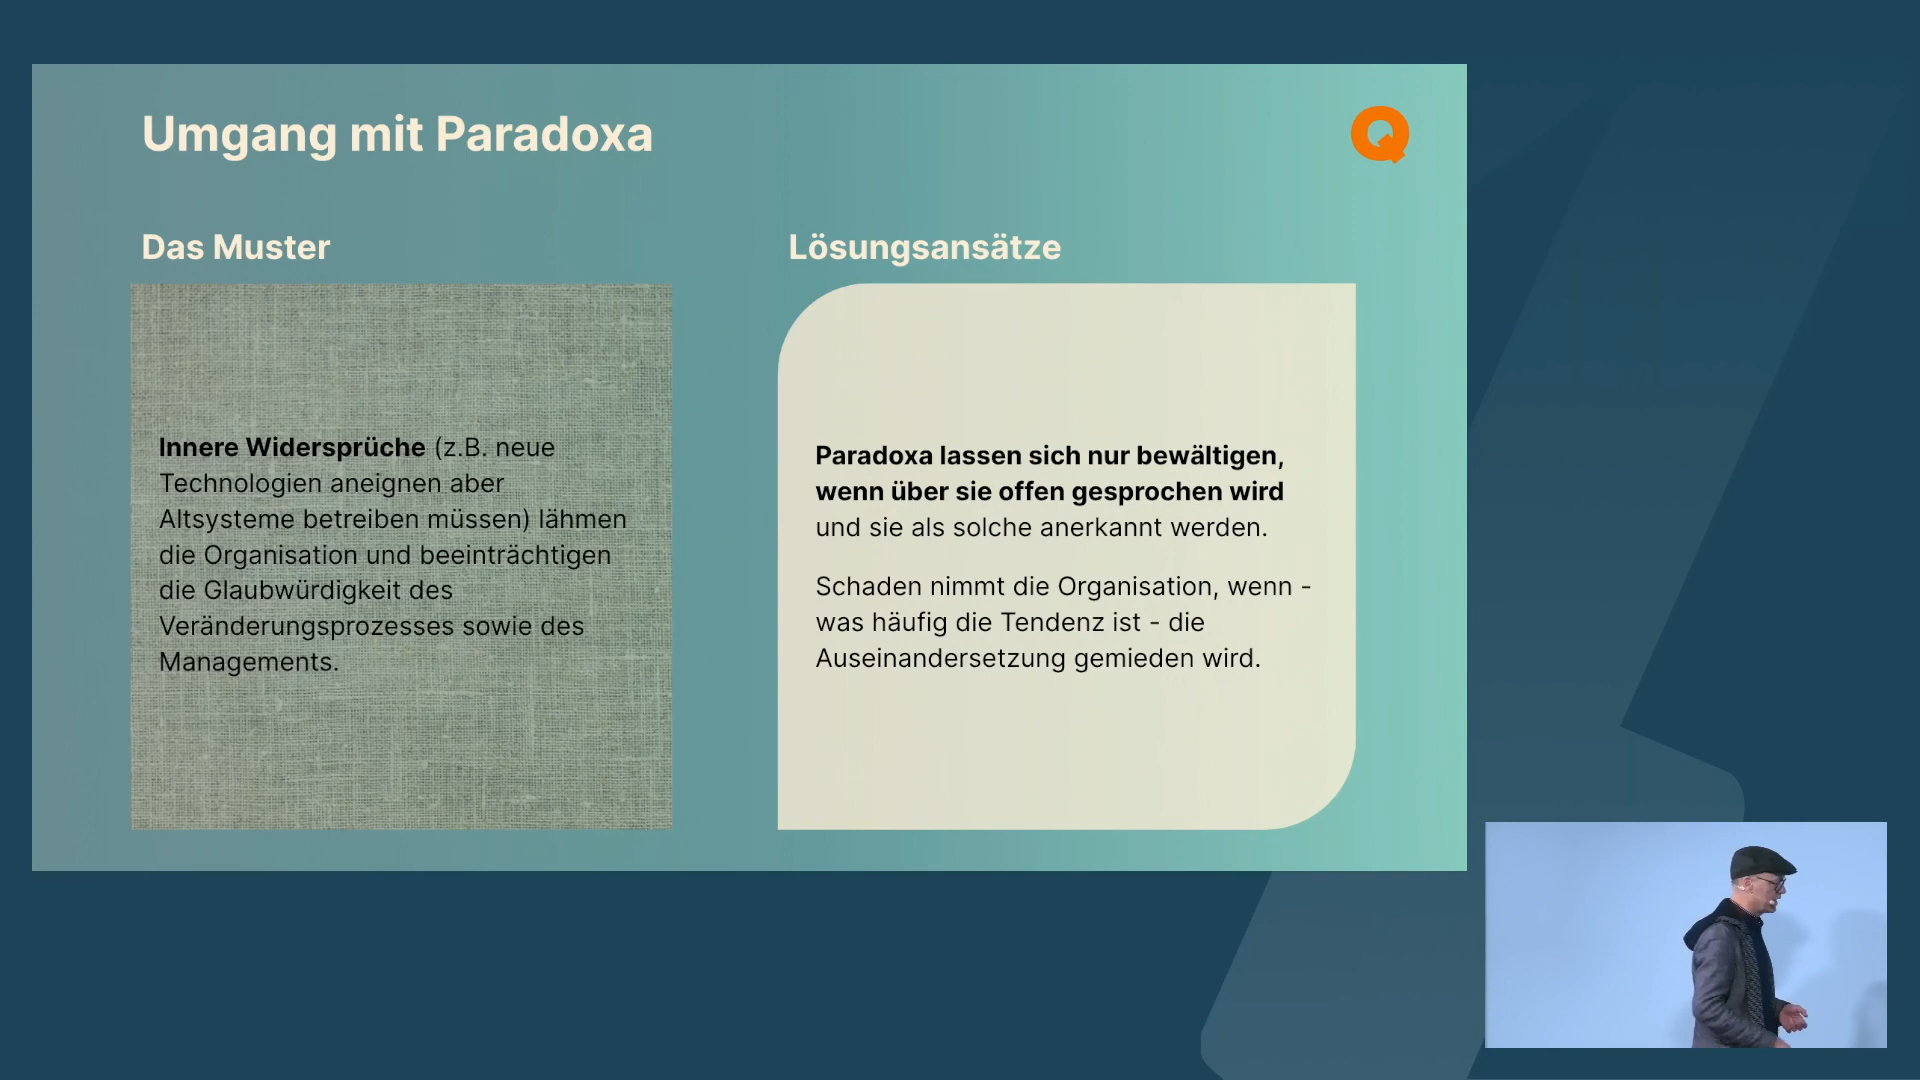 Umgang mit Paradoxa
Q
Das Muster
Innere Widersprüche (z.B. neue
Technologien aneignen aber
Altsysteme betreiben müssen) lähmen
die Organisation und beeinträchtigen
die Glaubwürdigkeit des
Veränderungsprozesses sowie des
Managements.
Lösungsansätze
Paradoxa lassen sich nur bewältigen,
wenn über sie offen gesprochen wird
und sie als solche anerkannt werden.
Schaden nimmt die Organisation, wenn -
was häufig die Tendenz ist - die
Auseinandersetzung gemieden wird.